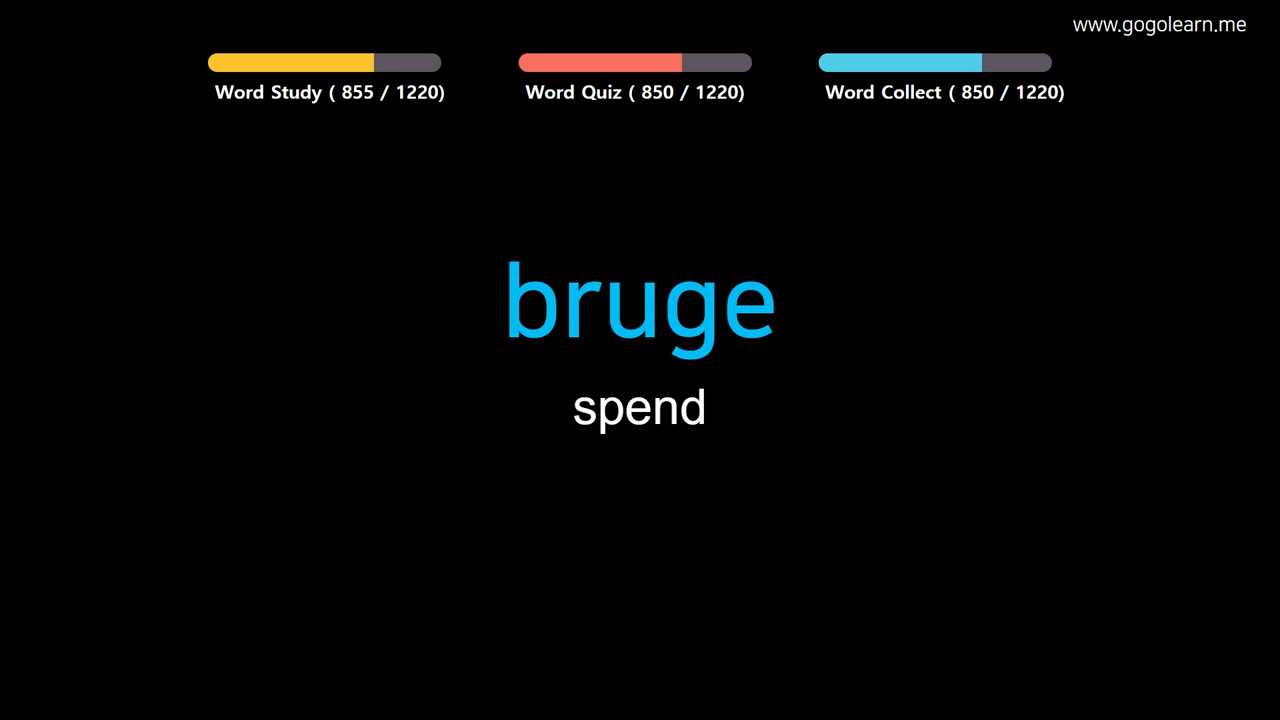 www.gogolearn.me
Word Study ( 855 / 1220)
Word Quiz ( 850 / 1220)
Word Collect ( 850 / 1220)
bruge
spend